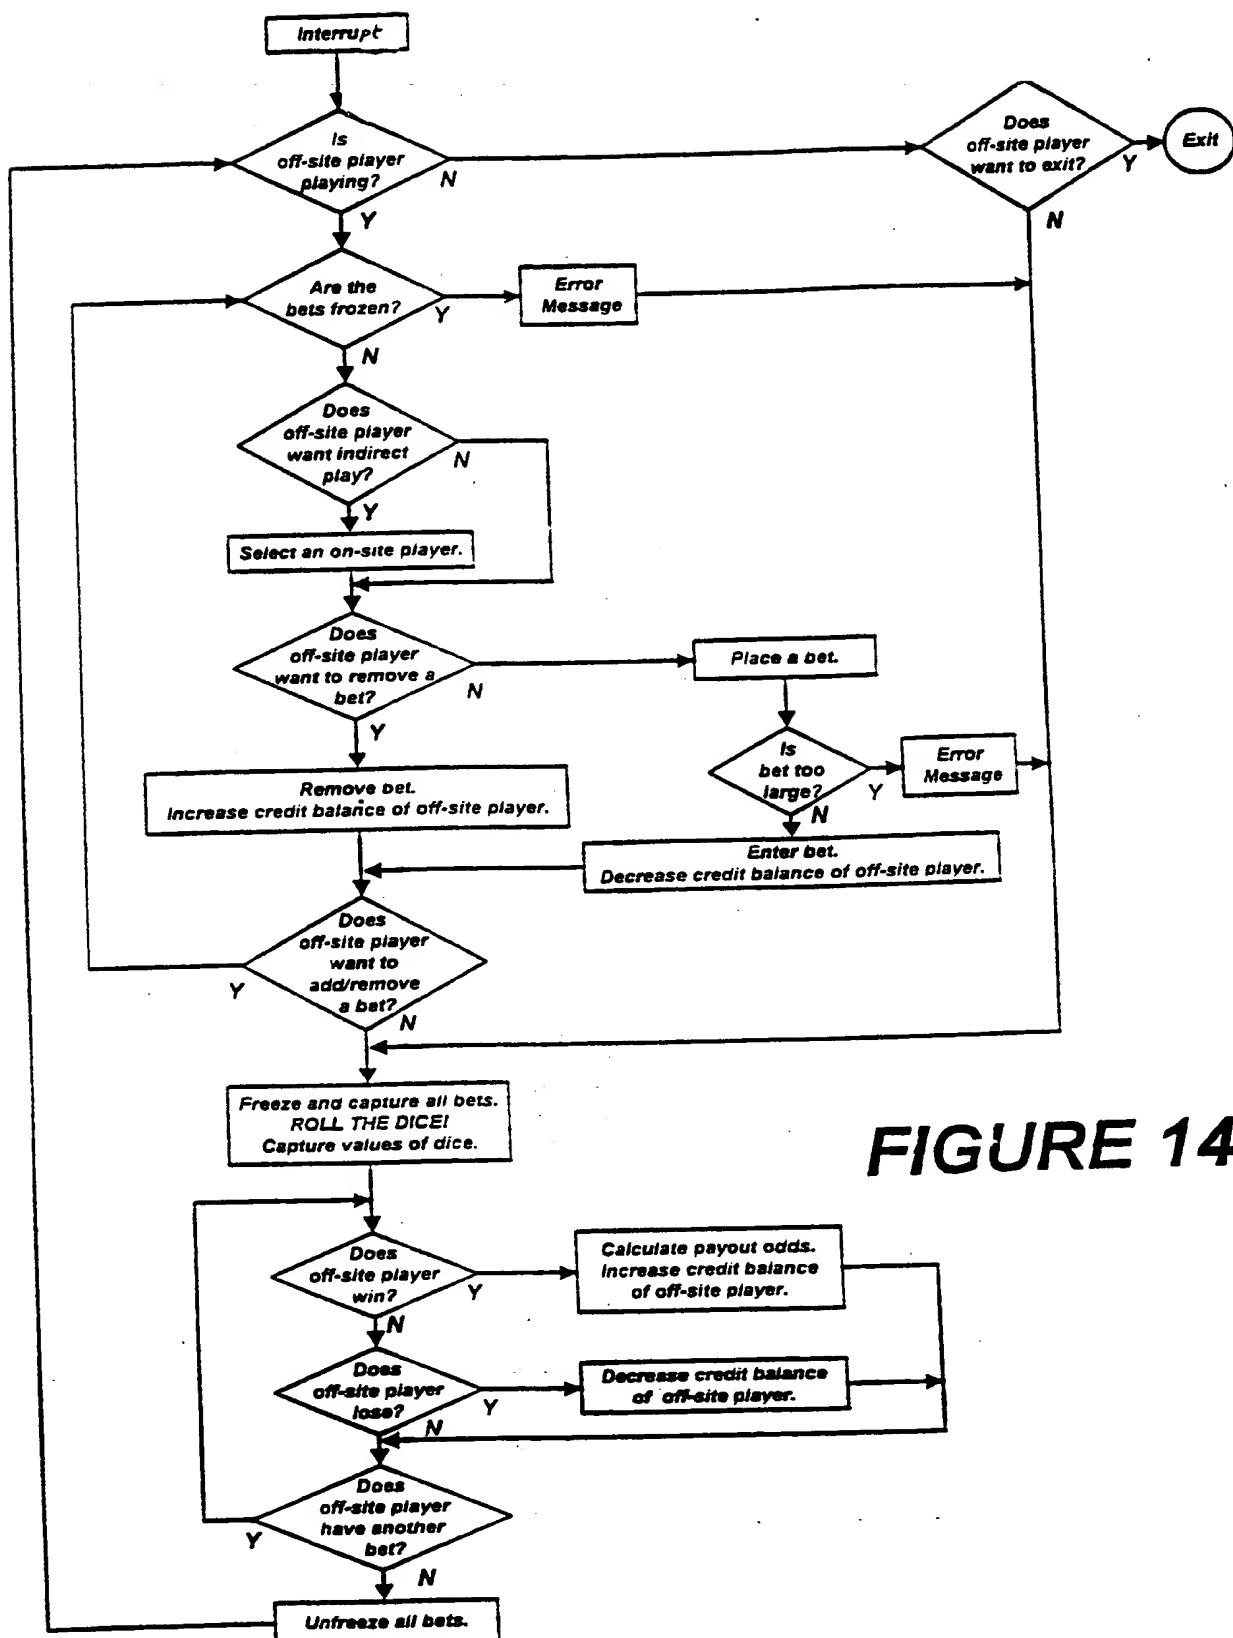 Interrupt
Is
off-site player
playing?
N
Y
Does
off-site player
want to exit?
Y
N
Exit
Are the
bets frozen?
Y
N
Error
Message
Does
off-site player
want indirect
play?
N
Y
Select an on-site player.
Does
off-site player
want to remove a
bet?
N
Y
Place a bet.
Is
bet too
large?
Y
N
Error
Message
Remove bet.
Increase credit balance of off-site player.
Enter bet.
Decrease credit balance of off-site player.
Does
off-site player
want to
add/remove
a bet?
Y
N
Freeze and capture all bets.
ROLL THE DICE!
Capture values of dice.
FIGURE 14
Does
off-site player
win?
Y
N
Calculate payout odds.
Increase credit balance
of off-site player.
Does
off-site player
lose?
Y
N
Decrease credit balance
of off-site player.
Does
off-site player
have another
bet?
Y
N
Unfreeze all bets.